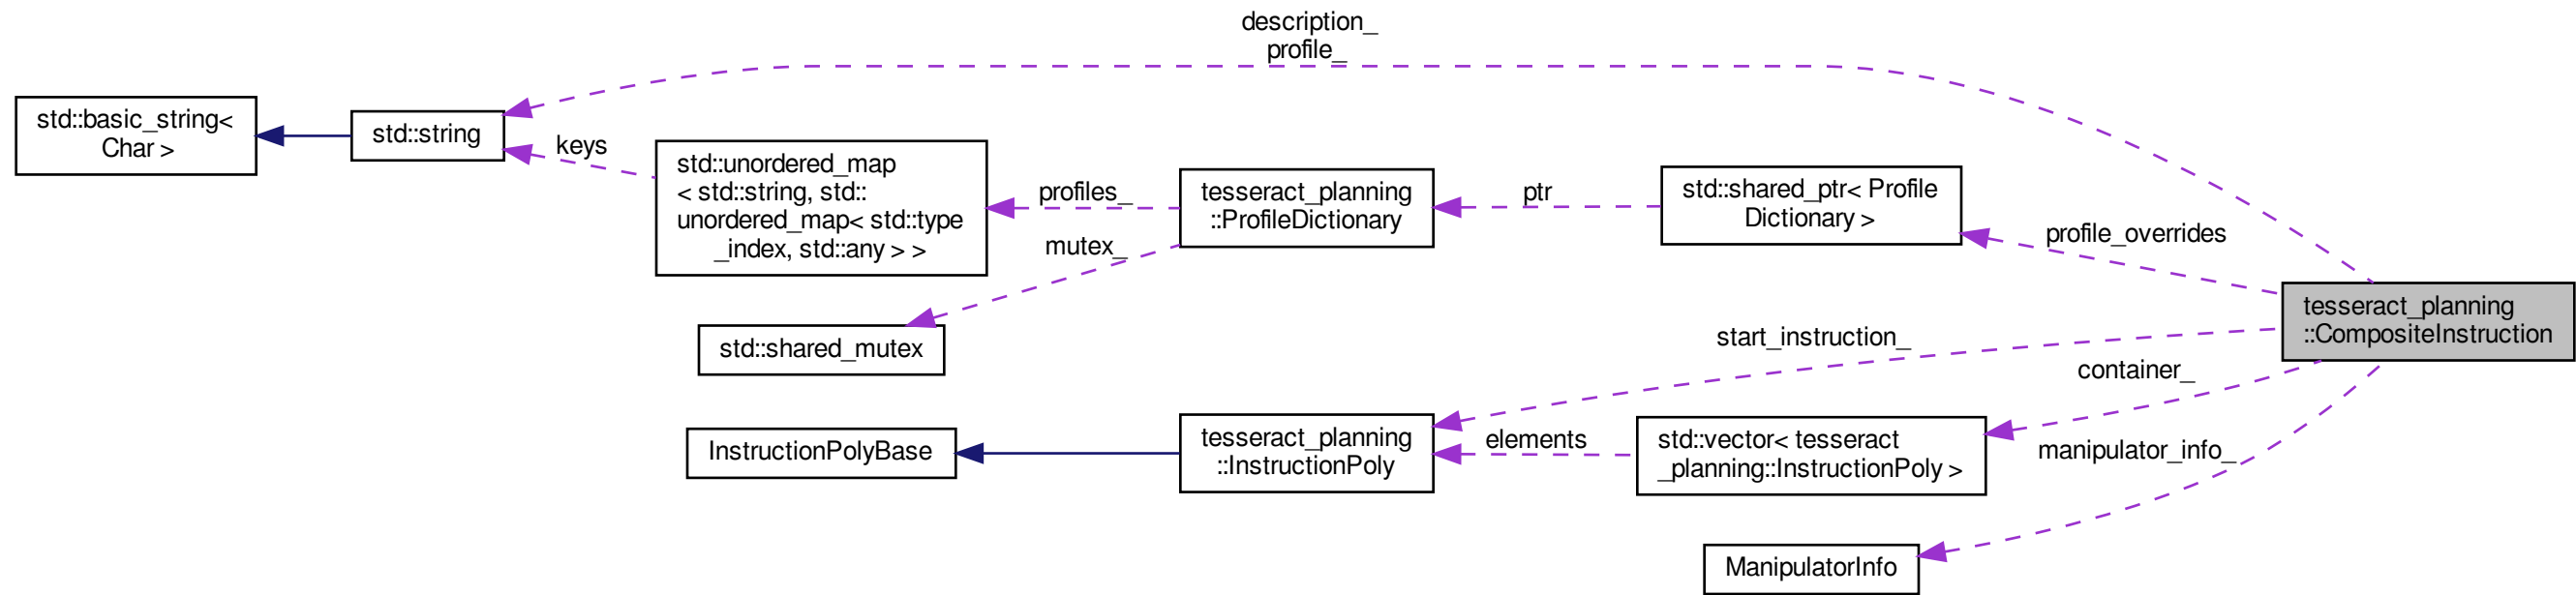 description_
profile_
std::basic_string<
Char >
std::string
keys
std::unordered_map
< std::string, std::
unordered_map< std::type
_index, std::any > >
profiles_
mutex_
tesseract_planning
::ProfileDictionary
ptr
std::shared_ptr< Profile
Dictionary >
profile_overrides
tesseract_planning
::CompositeInstruction
std::shared_mutex
start_instruction_
container_
manipulator_info_
InstructionPolyBase
tesseract_planning
::InstructionPoly
elements
std::vector< tesseract
_planning::InstructionPoly >
ManipulatorInfo